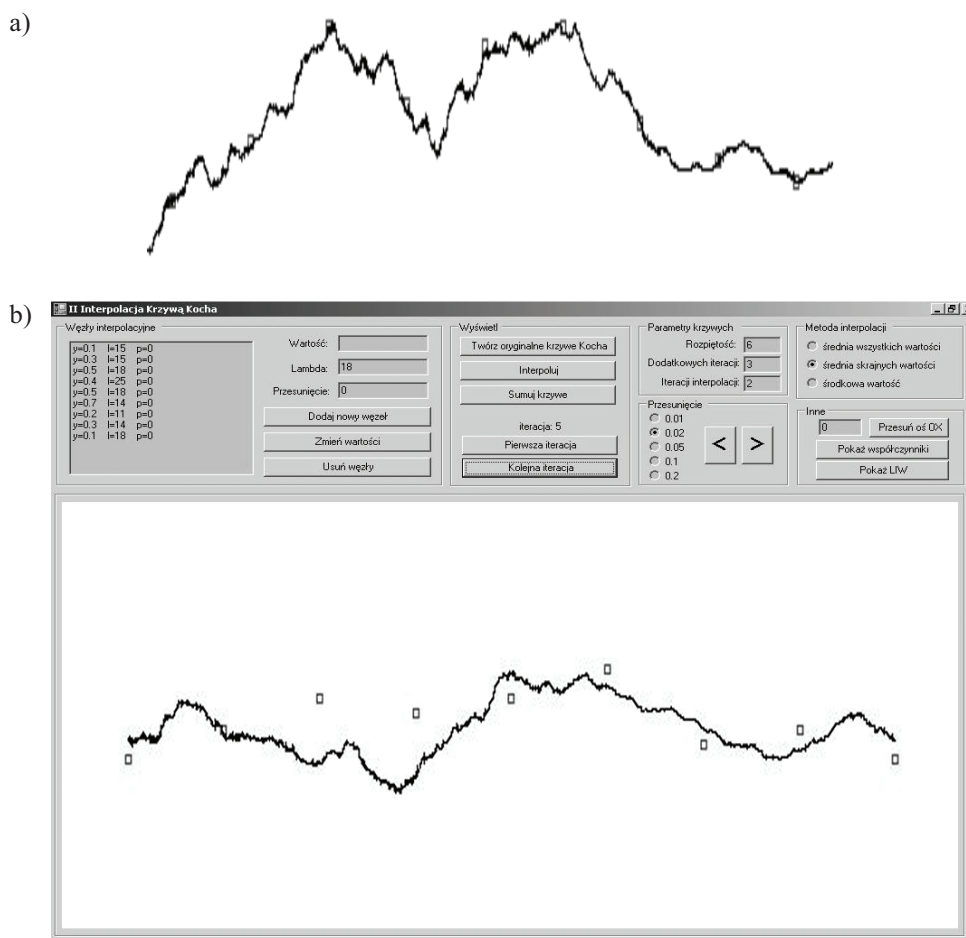 a)
b)
II Interpolacja Krzywą Kocha
Węzły interpolacyjne
y=0.1 l=15 p=0
y=0.3 l=15 p=0
y=0.5 l=18 p=0
y=0.4 l=25 p=0
y=0.5 l=18 p=0
y=0.7 l=14 p=0
y=0.2 l=11 p=0
y=0.3 l=14 p=0
y=0.1 l=18 p=0
Wartość:
Lambda: 18
Przesunięcie: 0
Dodaj nowy węzeł
Zmień wartości
Usuń węzły
Wyświetl
Twórz oryginalne krzywe Kocha
Interpoluj
Sumuj krzywe
iteracja: 5
Pierwsza iteracja
Kolejna iteracja
Parametry krzywych
Rozpiętość: 6
Dodatkowych iteracji: 3
Iteracji interpolacji: 2
Przesunięcie
0.01
0.02
0.05
0.1
0.2
< >
Metoda interpolacji
średnia wszystkich wartości
średnia skrajnych wartości
środkowa wartość
Inne
0 Przesuń oś OX
Pokaż współczynniki
Pokaż LIW